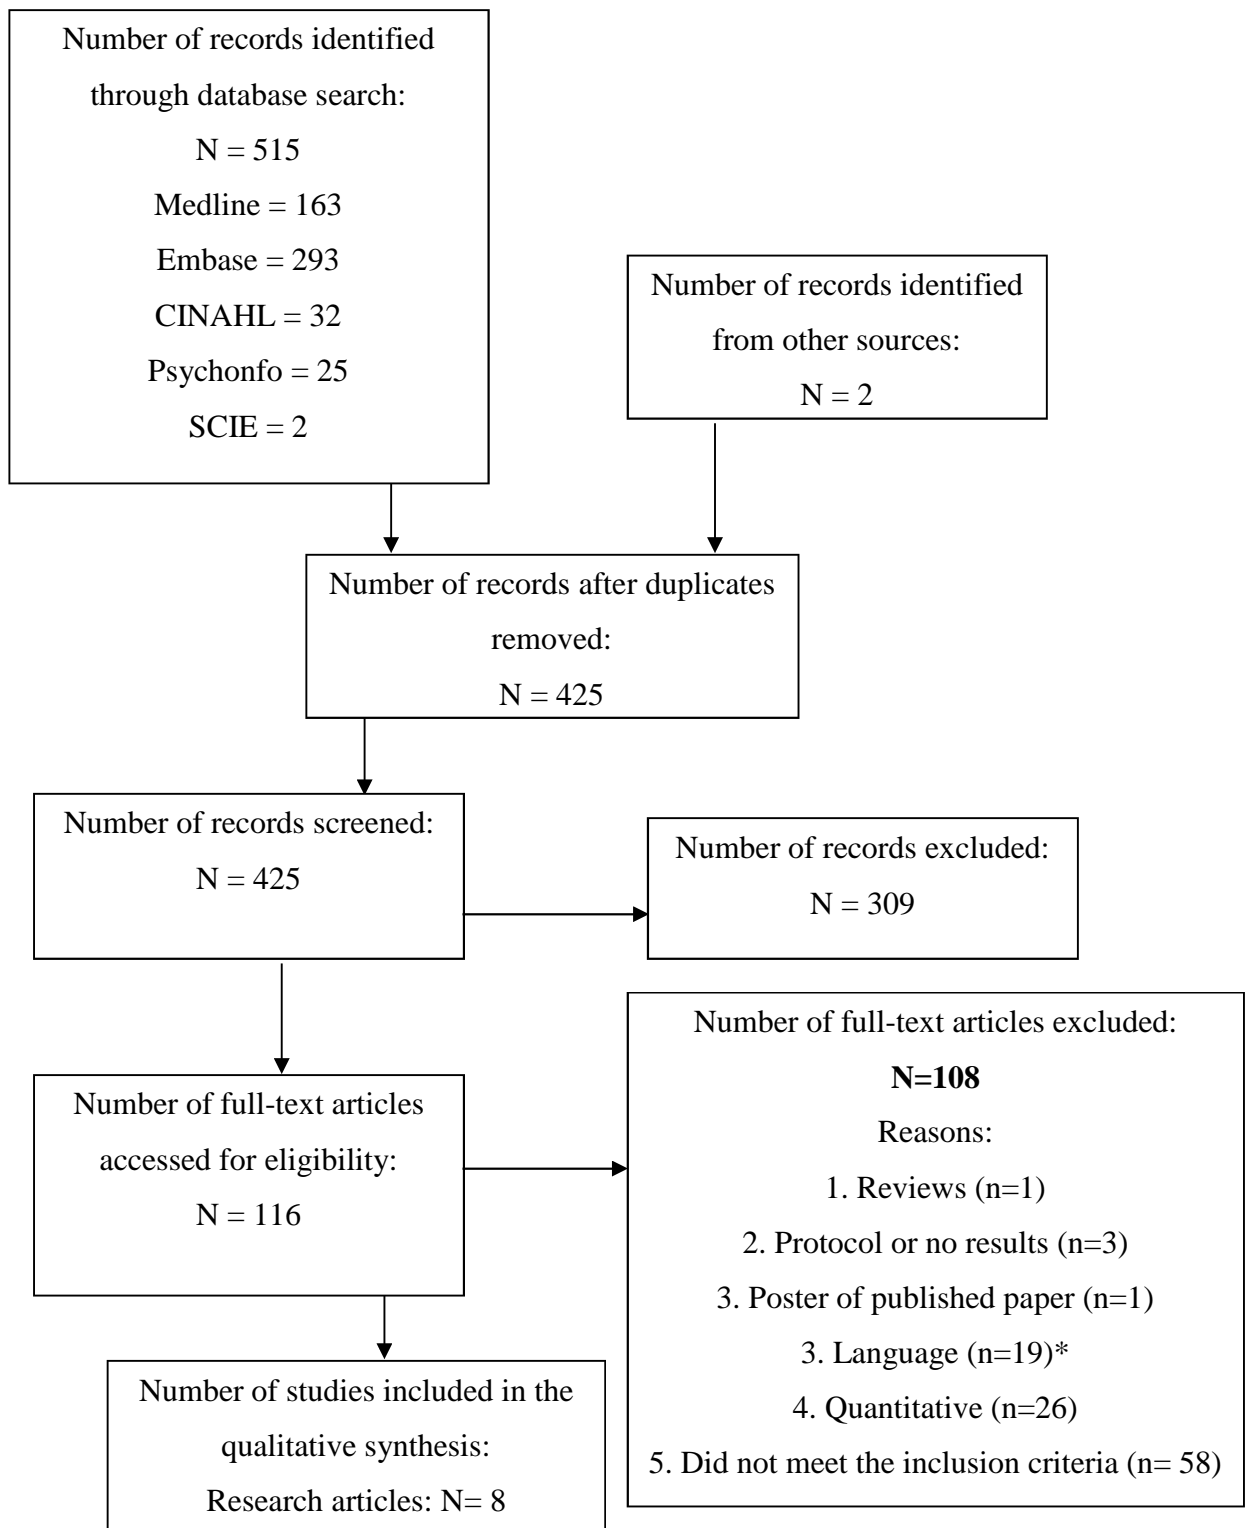 Number of records identified
through database search:
N = 515
Medline = 163
Embase = 293
CINAHL = 32
Psychonfo = 25
SCIE = 2
Number of records identified
from other sources:
N = 2
Number of records after duplicates
removed:
N = 425
Number of records screened:
N = 425
Number of records excluded:
N = 309
Number of full-text articles
accessed for eligibility:
N = 116
Number of full-text articles excluded:
N=108
Reasons:
1. Reviews (n=1)
2. Protocol or no results (n=3)
3. Poster of published paper (n=1)
3. Language (n=19)*
4. Quantitative (n=26)
5. Did not meet the inclusion criteria (n= 58)
Number of studies included in the
qualitative synthesis:
Research articles: N= 8